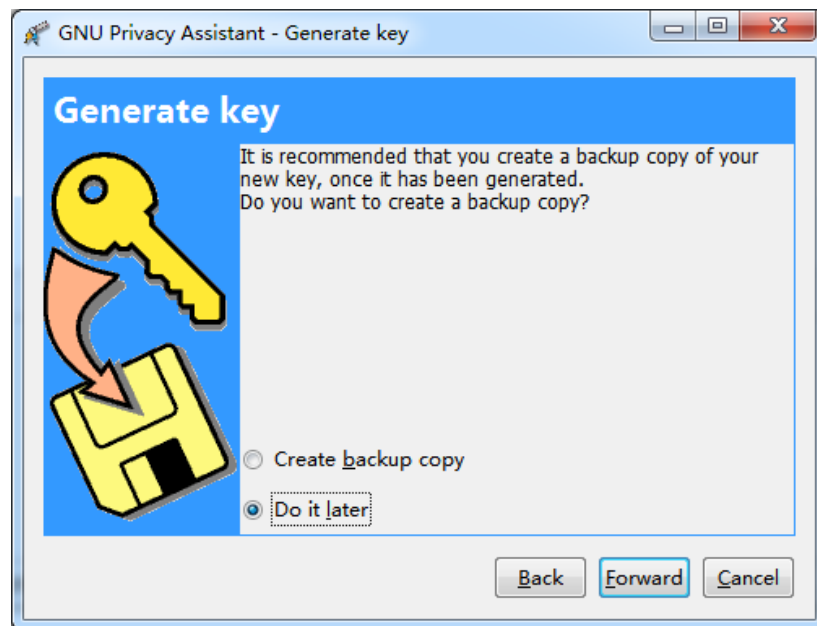 GNU Privacy Assistant - Generate key
Generate key
It is recommended that you create a backup copy of your
new key, once it has been generated.
Do you want to create a backup copy?
Create backup copy
Do it later
Back Forward Cancel